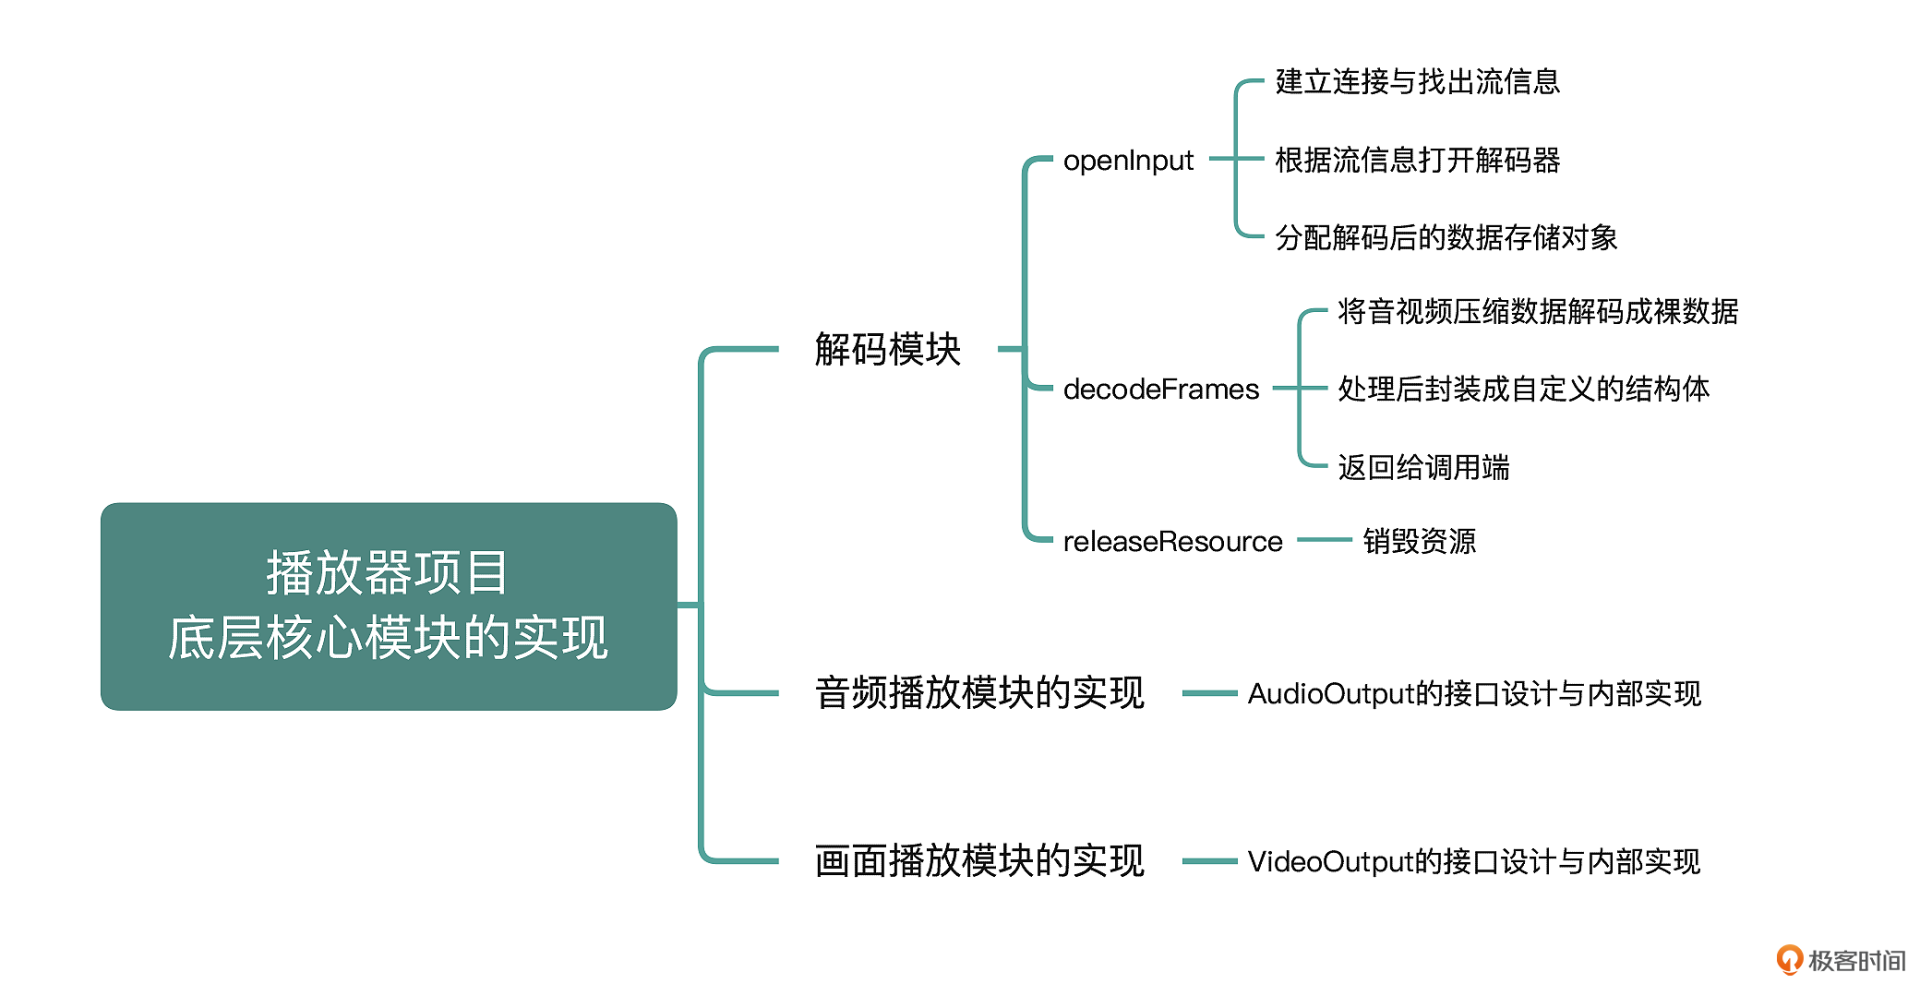 播放器项目
底层核心模块的实现
解码模块
openInput
建立连接与找出流信息
根据流信息打开解码器
分配解码后的数据存储对象
decodeFrames
将音视频压缩数据解码成裸数据
处理后封装成自定义的结构体
返回给调用端
releaseResource
销毁资源
音频播放模块的实现
AudioOutput的接口设计与内部实现
画面播放模块的实现
VideoOutput的接口设计与内部实现
极客时间